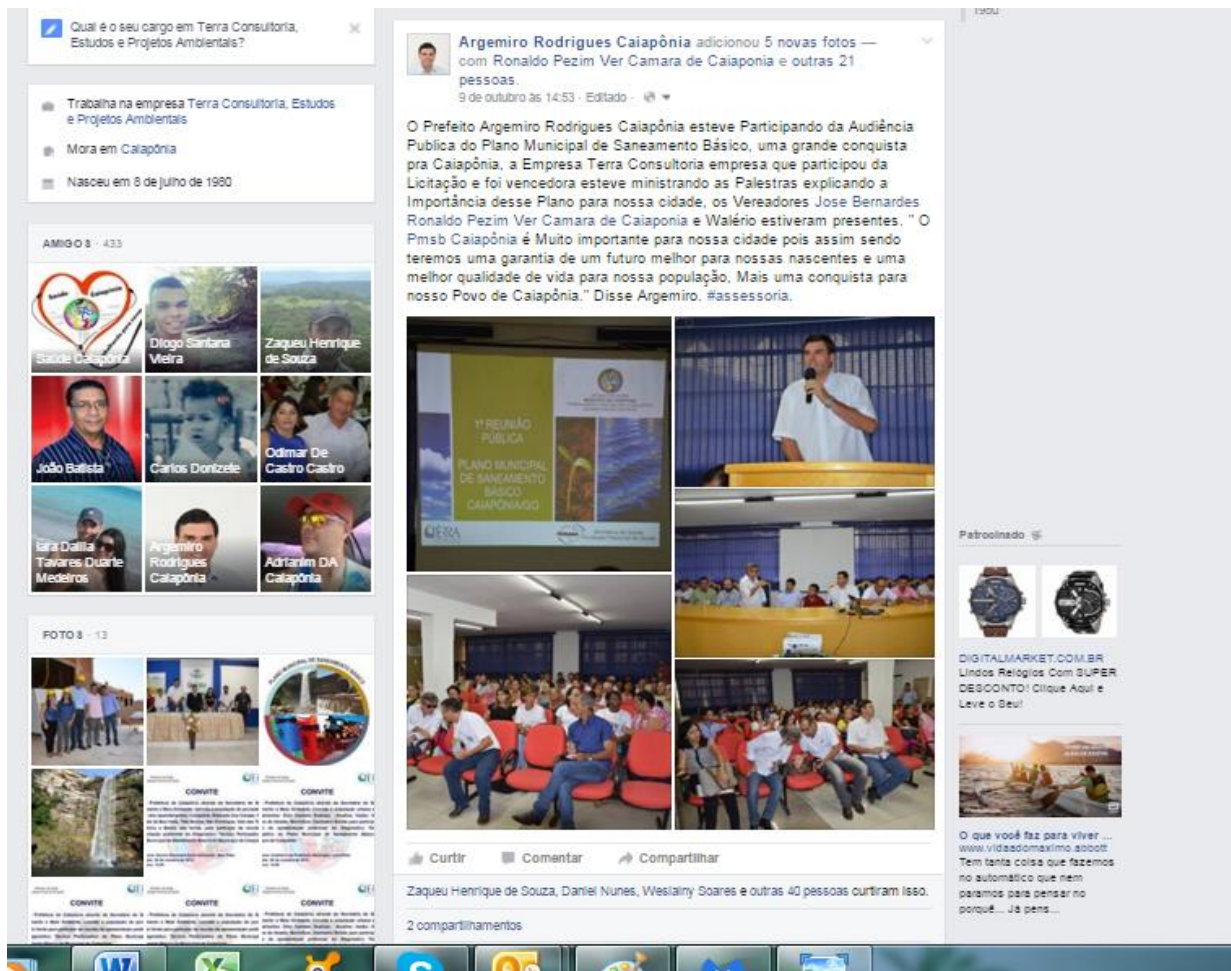 Qual é o seu cargo em Terra Consultoria,
Estudos e Projetos Ambientais?
Trabalha na empresa Terra Consultoria, Estudos
e Projetos Ambientais
Mora em Caiapônia
Nasceu em 8 de julho de 1980
AMIGOS · 433
Saúde Caiapônia
Diogo Santana
Vieira
Zaqueu Henrique
de Souza
João Batista
Carlos Donizete
Odimar De
Castro Castro
Iara Dalila
Tavares Duarte
Medeiros
Argemiro
Rodrigues
Caiapônia
Adrianim DA
Caiapônia
FOTOS · 13
PLANO MUNICIPAL DE SANEAMENTO BÁSICO
CONVITE
CONVITE
CONVITE
CONVITE
Argemiro Rodrigues Caiapônia adicionou 5 novas fotos —
com Ronaldo Pezim Ver Camara de Caiaponia e outras 21
pessoas.
9 de outubro às 14:53 · Editado ·
O Prefeito Argemiro Rodrigues Caiapônia esteve Participando da Audiência
Publica do Plano Municipal de Saneamento Básico, uma grande conquista
pra Caiapônia, a Empresa Terra Consultoria empresa que participou da
Licitação e foi vencedora esteve ministrando as Palestras explicando a
Importância desse Plano para nossa cidade, os Vereadores Jose Bernardes
Ronaldo Pezim Ver Camara de Caiaponia e Walério estiveram presentes. " O
Pmsb Caiapônia é Muito importante para nossa cidade pois assim sendo
teremos uma garantia de um futuro melhor para nossas nascentes e uma
melhor qualidade de vida para nossa população, Mais uma conquista para
nosso Povo de Caiapônia." Disse Argemiro. #assessoria.
1ª REUNIÃO
PÚBLICA
PLANO MUNICIPAL
DE SANEAMENTO
BÁSICO
CAIAPÔNIA/GO
Curtir
Comentar
Compartilhar
Zaqueu Henrique de Souza, Daniel Nunes, Weslainy Soares e outras 40 pessoas curtiram isso.
2 compartilhamentos
1980
Patrocinado
DIGITALMARKET.COM.BR
Lindos Relógios Com SUPER
DESCONTO! Clique Aqui e
Leve o Seu!
O que você faz para viver ...
www.vidaadomaximo.abbott
Tem tanta coisa que fazemos
no automático que nem
paramos para pensar no
porquê... Já pens...